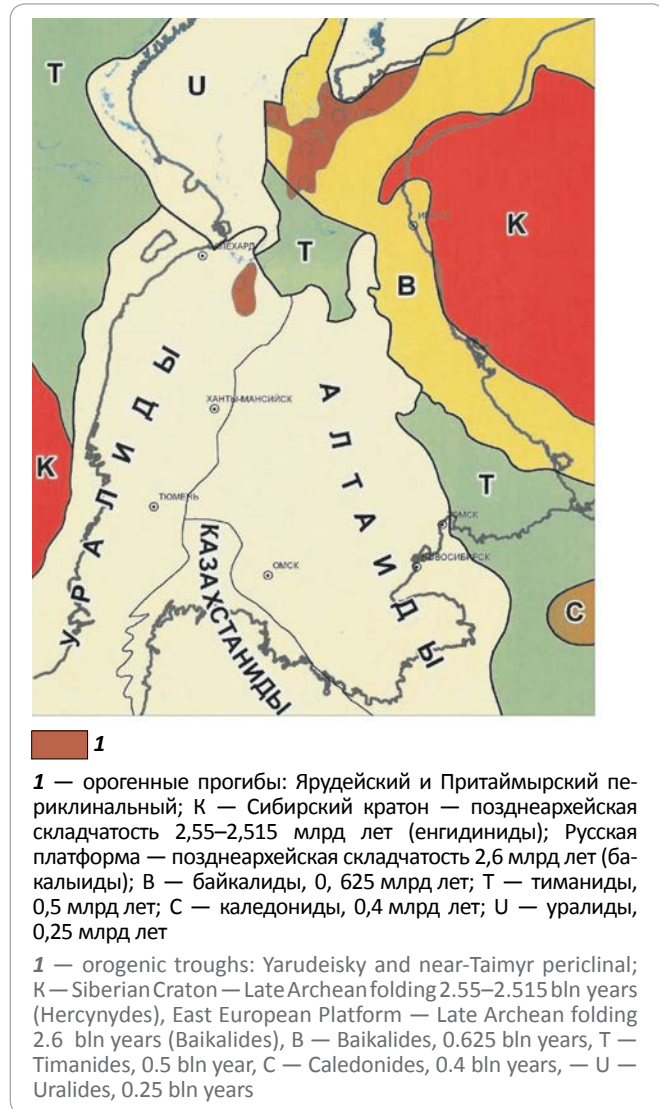 T
U
K
САЛЕХАРД
T
B
ХАНТЫ-МАНСИЙСК
K
T
ТЮМЕНЬ
ТОМСК
НОВОСИБИРСК
ОМСК
C
УРАЛИДЫ
АЛТАИДЫ
КАЗАХСТАНИДЫ
1
1 — орогенные прогибы: Ярудейский и Притаймырский пе-
риклинальный; К — Сибирский кратон — позднеархейская
складчатость 2,55–2,515 млрд лет (енгидиниды); Русская
платформа — позднеархейская складчатость 2,6 млрд лет (ба-
калыиды); В — байкалиды, 0, 625 млрд лет; Т — тиманиды,
0,5 млрд лет; С — каледониды, 0,4 млрд лет; U — уралиды,
0,25 млрд лет
1 — orogenic troughs: Yarudeisky and near-Taimyr periclinal;
K — Siberian Craton — Late Archean folding 2.55–2.515 bln years
(Hercynydes), East European Platform — Late Archean folding
2.6 bln years (Baikalides), B — Baikalides, 0.625 bln years, T —
Timanides, 0.5 bln year, C — Caledonides, 0.4 bln years, — U —
Uralides, 0.25 bln years